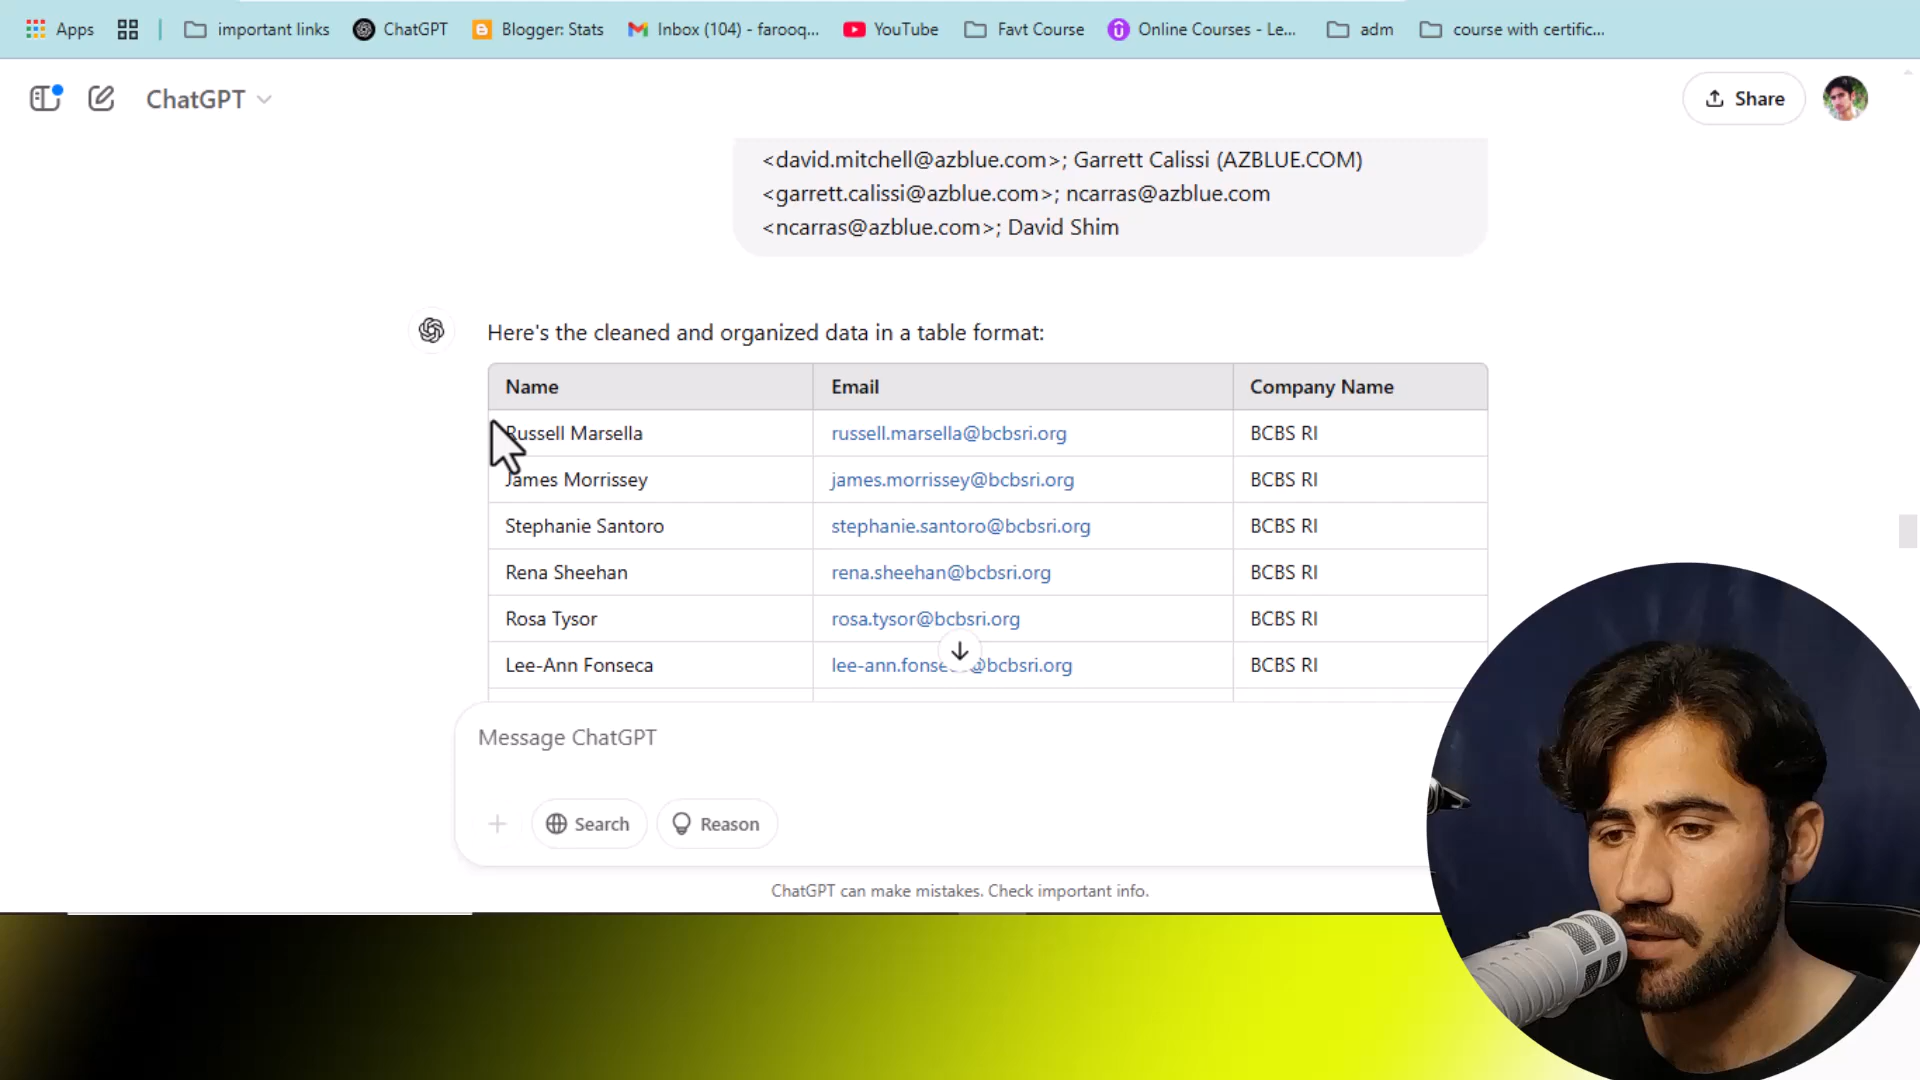 Apps important links ChatGPT Blogger: Stats Inbox (104) - farooq... YouTube Favt Course Online Courses - Le... adm course with certific...
ChatGPT
Share
<david.mitchell@azblue.com>; Garrett Calissi (AZBLUE.COM)
<garrett.calissi@azblue.com>; ncarras@azblue.com
<ncarras@azblue.com>; David Shim
Here's the cleaned and organized data in a table format:
Name Email Company Name
Russell Marsella russell.marsella@bcbsri.org BCBS RI
James Morrissey james.morrissey@bcbsri.org BCBS RI
Stephanie Santoro stephanie.santoro@bcbsri.org BCBS RI
Rena Sheehan rena.sheehan@bcbsri.org BCBS RI
Rosa Tysor rosa.tysor@bcbsri.org BCBS RI
Lee-Ann Fonseca BCBS RI
Message ChatGPT
Search Reason
ChatGPT can make mistakes. Check important info.